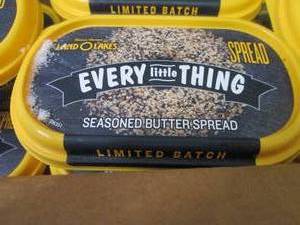 LIMITED BATCH
LAND O LAKES
SPREAD
EVERY little THING
SEASONED BUTTER SPREAD
LIMITED BATCH